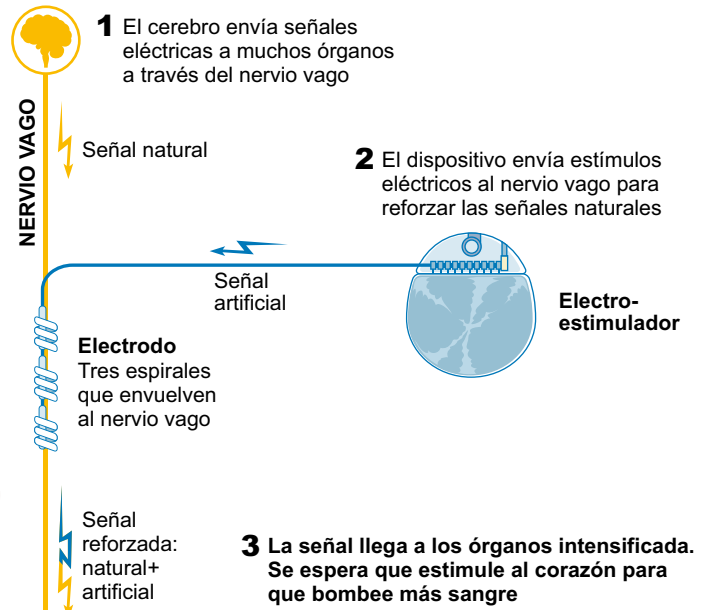 1 El cerebro envía señales
eléctricas a muchos órganos
a través del nervio vago
NERVIO VAGO
Señal natural
2 El dispositivo envía estímulos
eléctricos al nervio vago para
reforzar las señales naturales
Señal
artificial
Electro-
estimulador
Electrodo
Tres espirales
que envuelven
al nervio vago
Señal
reforzada:
natural+
artificial
3 La señal llega a los órganos intensificada.
Se espera que estimule al corazón para
que bombee más sangre